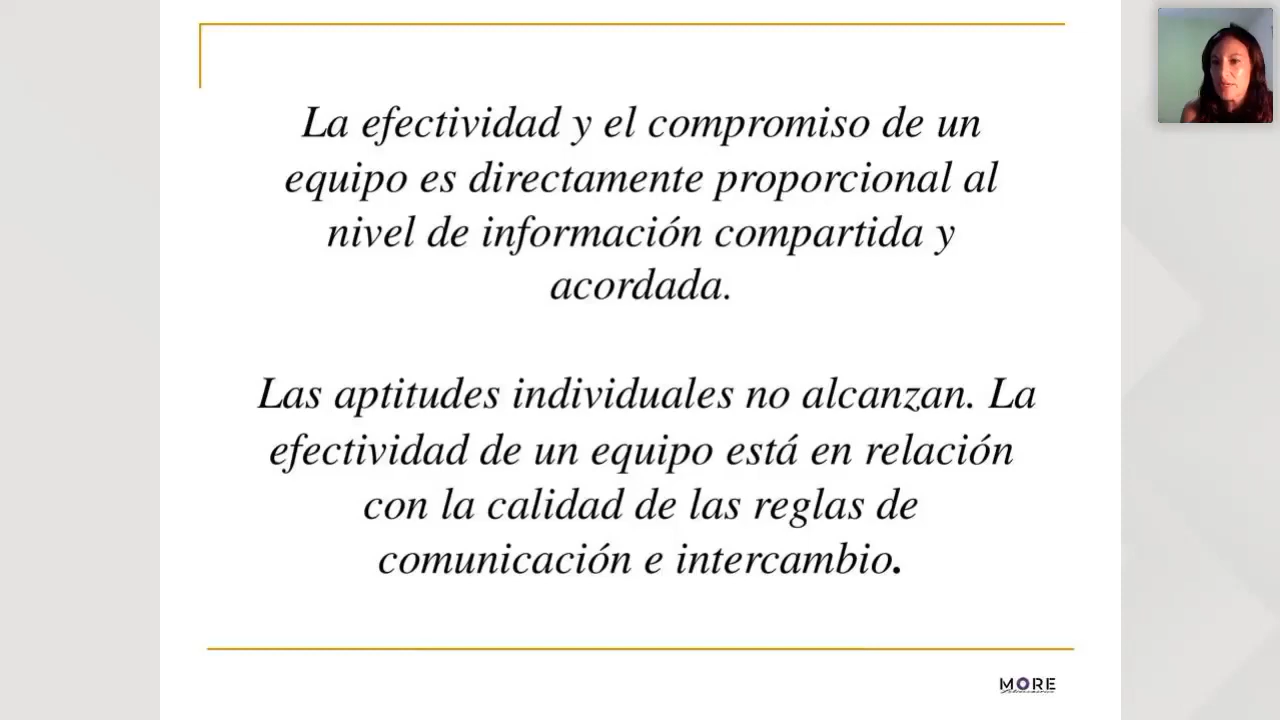 La efectividad y el compromiso de un
equipo es directamente proporcional al
nivel de información compartida y
acordada.
Las aptitudes individuales no alcanzan. La
efectividad de un equipo está en relación
con la calidad de las reglas de
comunicación e intercambio.
MORE